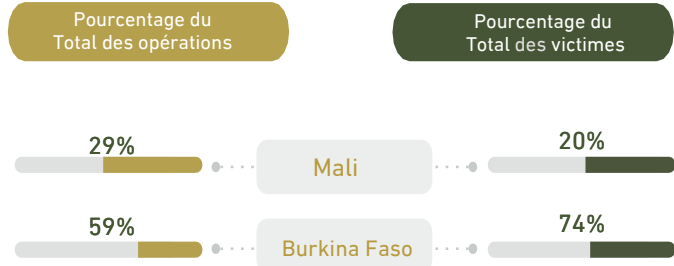 Pourcentage du
Total des opérations
Pourcentage du
Total des victimes
29%
Mali
20%
59%
Burkina Faso
74%